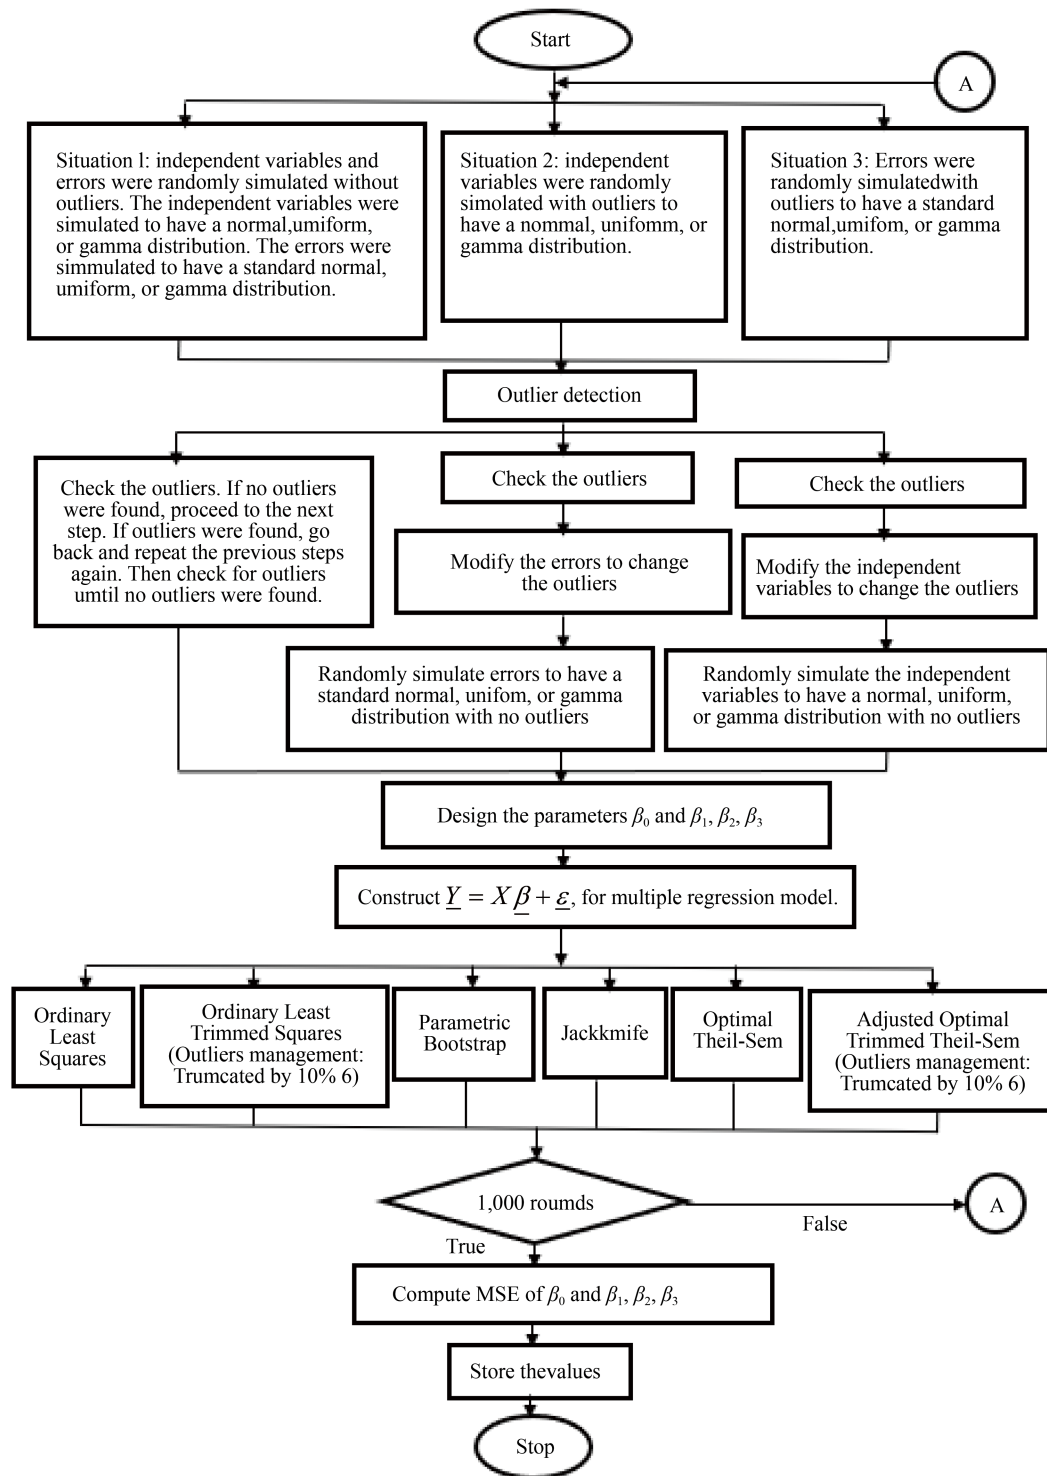 Start
A
Situation 1: independent variables and
errors were randomly simulated without
outliers. The independent variables were
simulated to have a normal,umiform,
or gamma distribution. The errors were
simmulated to have a standard normal,
umiform, or gamma distribution.
Situation 2: independent
variables were randomly
simolated with outliers to
have a nommal, unifomm, or
gamma distribution.
Situation 3: Errors were
randomly simulatedwith
outliers to have a standard
normal,umifom, or gamma
distribution.
Outlier detection
Check the outliers. If no outliers
were found, proceed to the next
step. If outliers were found, go
back and repeat the previous steps
again. Then check for outliers
umtil no outliers were found.
Check the outliers
Check the outliers
Modify the errors to change
the outliers
Modify the independent
variables to change the outliers
Randomly simulate errors to have a
standard normal, unifom, or gamma
distribution with no outliers
Randomly simulate the independent
variables to have a normal, uniform,
or gamma distribution with no outliers
Design the parameters β₀ and β₁, β₂, β₃
Construct Y = Xβ + ε, for multiple regression model.
Ordinary
Least
Squares
Ordinary Least
Trimmed Squares
(Outliers management:
Trumcated by 10% 6)
Parametric
Bootstrap
Jackkmife
Optimal
Theil-Sem
Adjusted Optimal
Trimmed Theil-Sem
(Outliers management:
Trumcated by 10% 6)
1,000 rounds
False
A
True
Compute MSE of β₀ and β₁, β₂, β₃
Store thevalues
Stop